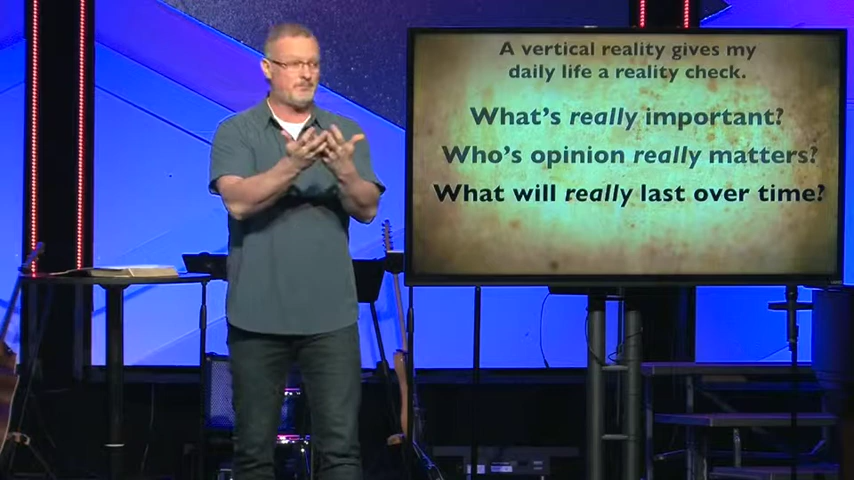 A vertical reality gives my
daily life a reality check.
What's really important?
Who's opinion really matters?
What will really last over time?